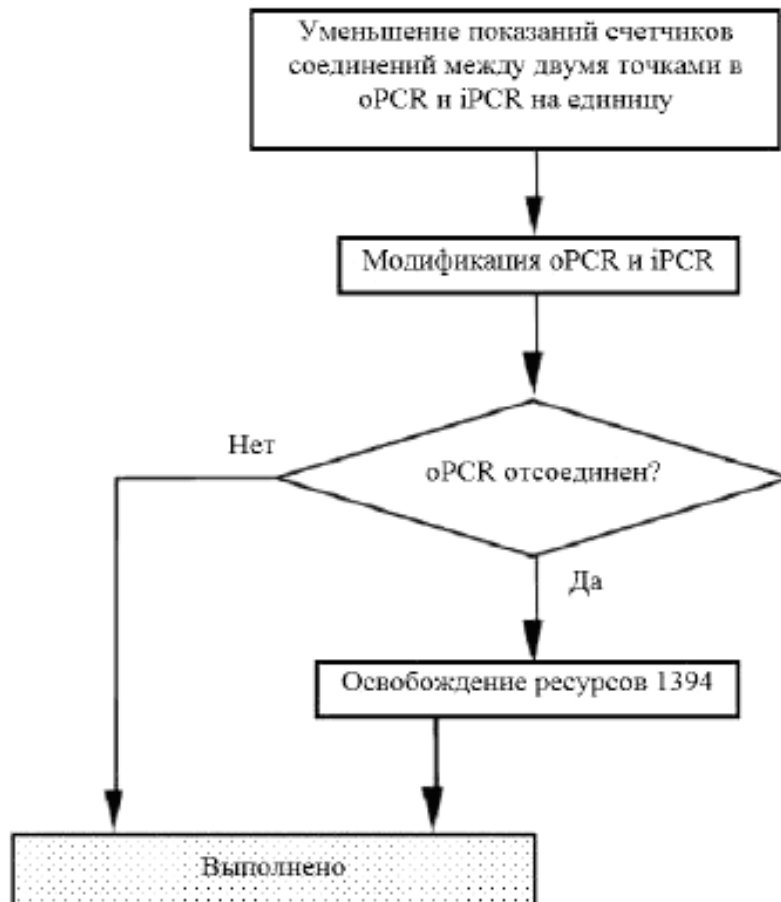 Уменьшение показаний счетчиков
соединений между двумя точками в
oPCR и iPCR на единицу
Модификация oPCR и iPCR
Нет
oPCR отсоединен?
Да
Освобождение ресурсов 1394
Выполнено